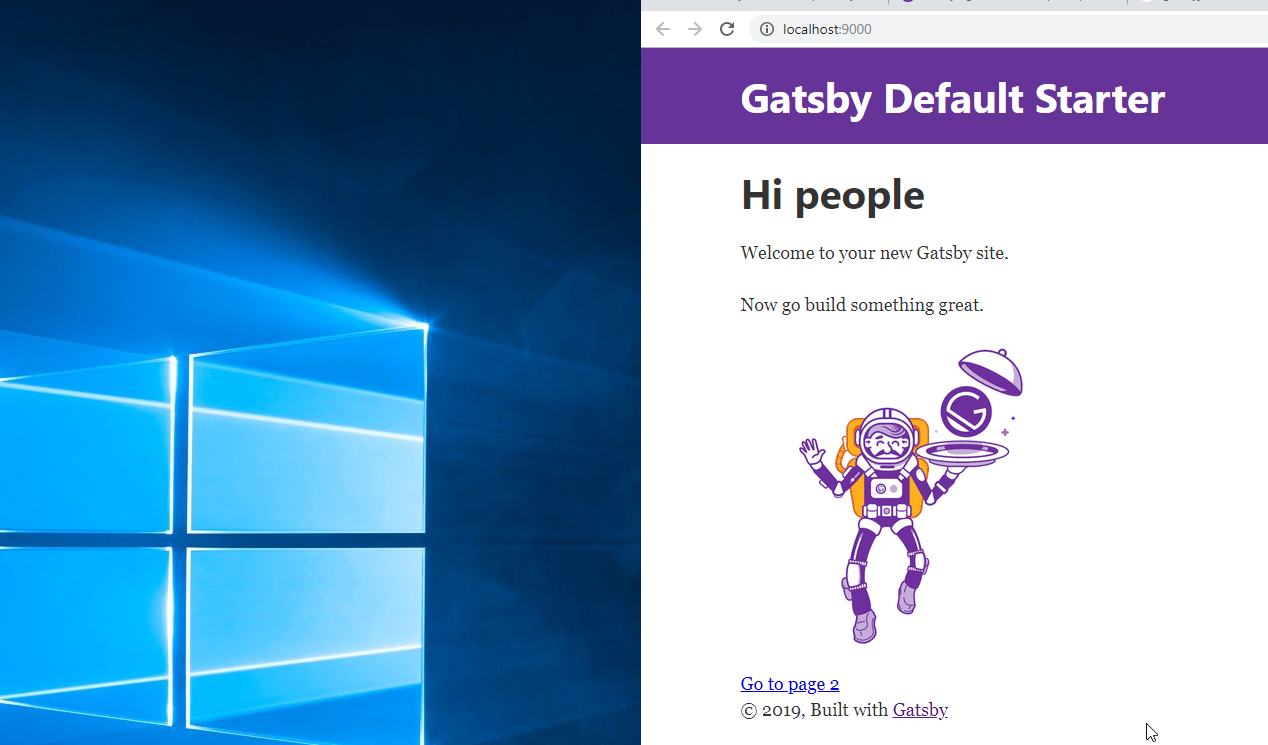 localhost:9000
Gatsby Default Starter
Hi people
Welcome to your new Gatsby site.
Now go build something great.
Go to page 2
© 2019, Built with Gatsby